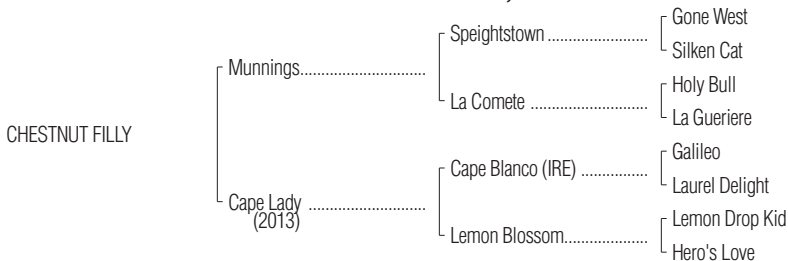 Gone West
Speightstown ....................
Silken Cat
Munnings.............................
Holy Bull
La Comete .......................
La Gueriere
CHESTNUT FILLY
Galileo
Cape Blanco (IRE) .............
Laurel Delight
Cape Lady ..........................
(2013)
Lemon Drop Kid
Lemon Blossom.................
Hero's Love